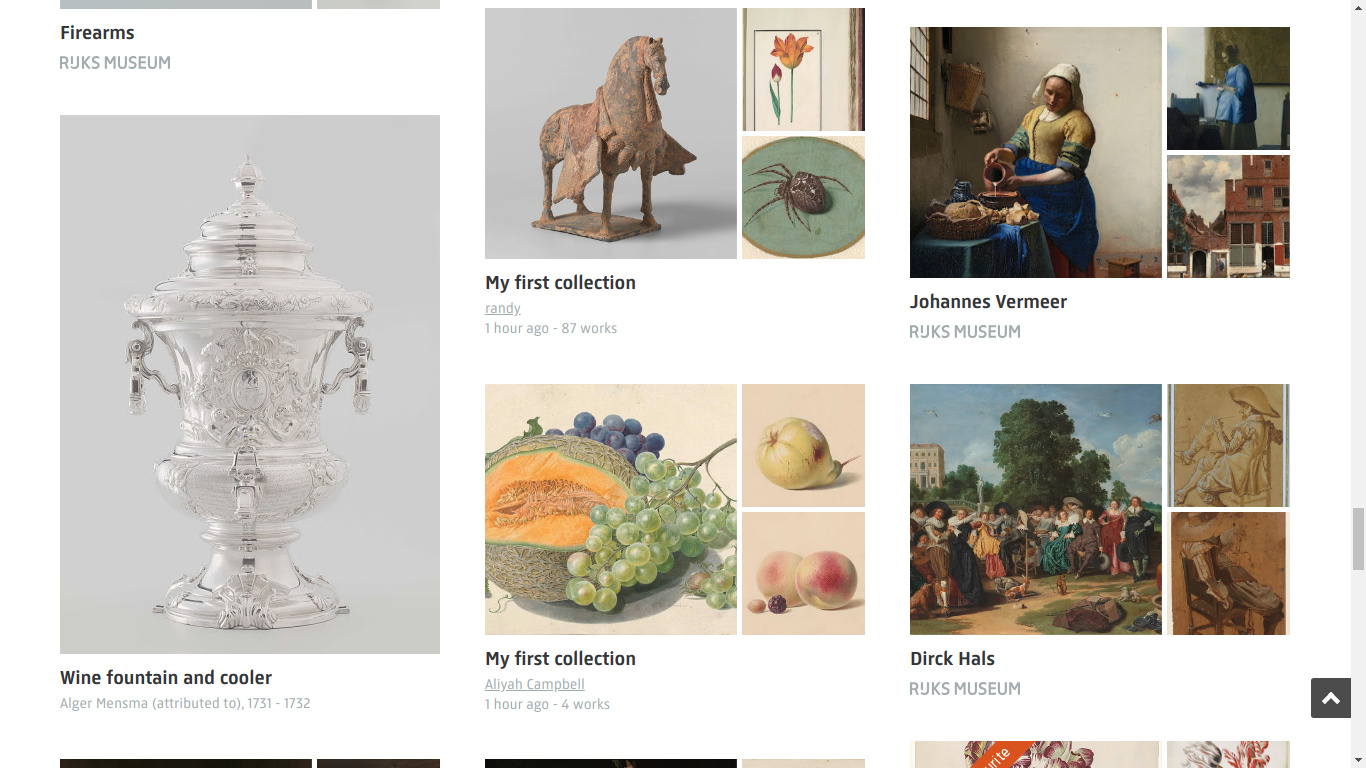 Firearms
RIJKS MUSEUM
Wine fountain and cooler
Alger Mensma (attributed to), 1731 - 1732
My first collection
randy
1 hour ago - 87 works
My first collection
Aliyah Campbell
1 hour ago - 4 works
Johannes Vermeer
RIJKS MUSEUM
Dirck Hals
RIJKS MUSEUM